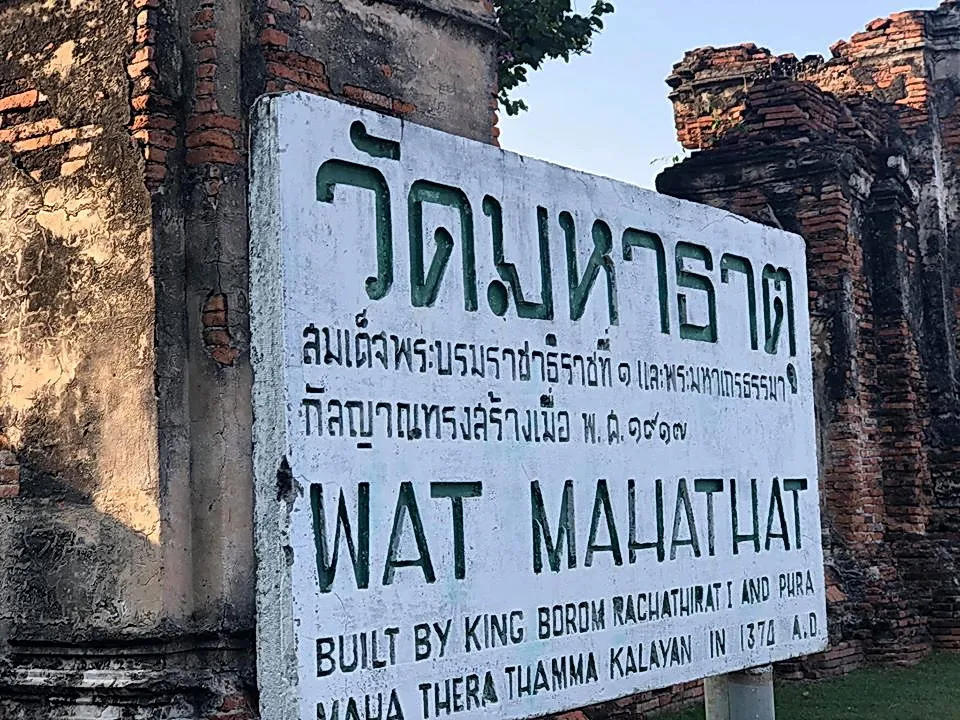 วัดมหาธาตุ
สมเด็จพระบรมราชาธิราชที่ ๑ และพระมหาเถรธรรมา
กัลญาณทรงสร้างเมื่อ พ.ศ.๑๙๑๗
WAT MAHATHAT
BUILT BY KING BOROM RACHATHIRAT I AND PHRA
MAHA THERA THAMMA KALAYAN IN 1374 A.D.